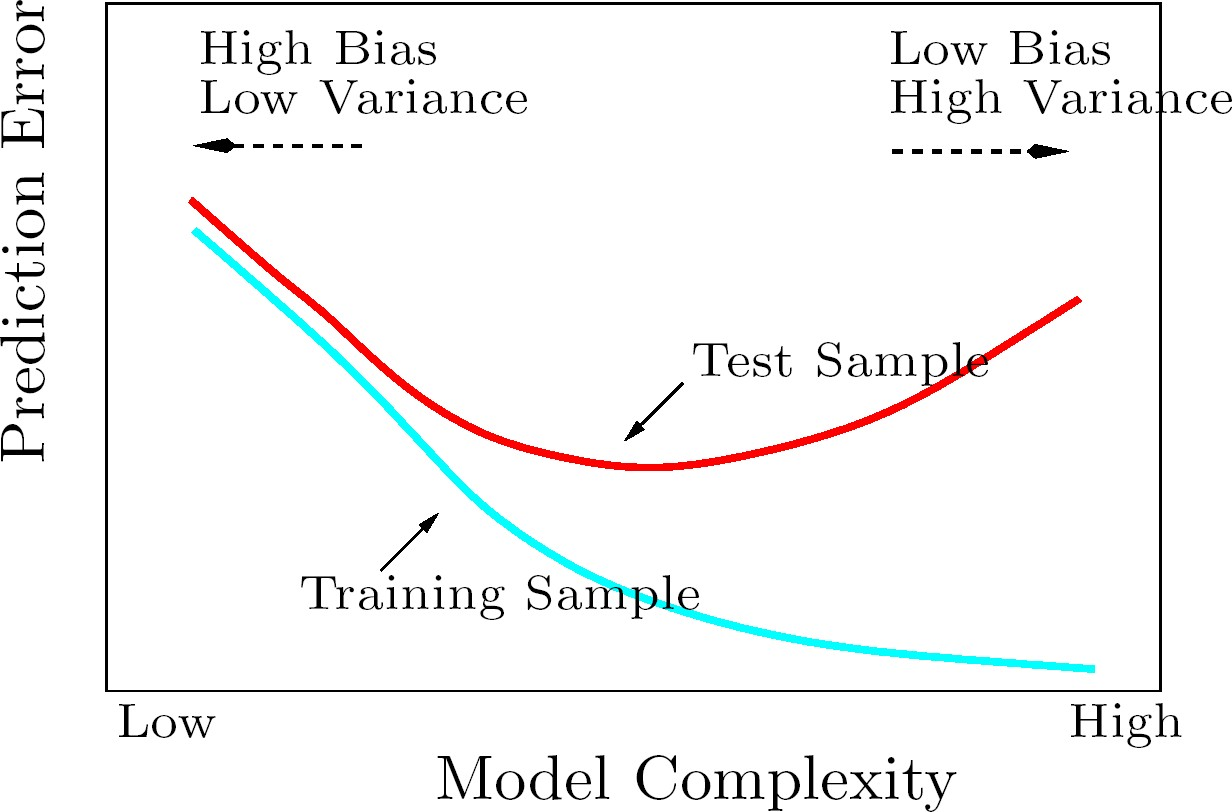 High Bias
Low Variance
Low Bias
High Variance
Prediction Error
Test Sample
Training Sample
Low
High
Model Complexity